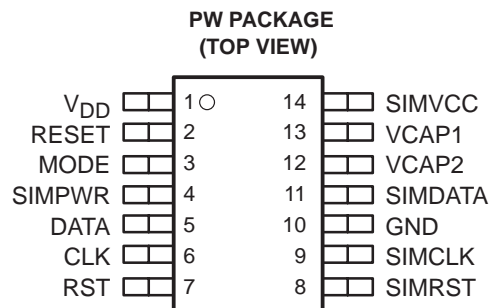 PW PACKAGE
(TOP VIEW)
VDD 1 14 SIMVCC
RESET 2 13 VCAP1
MODE 3 12 VCAP2
SIMPWR 4 11 SIMDATA
DATA 5 10 GND
CLK 6 9 SIMCLK
RST 7 8 SIMRST